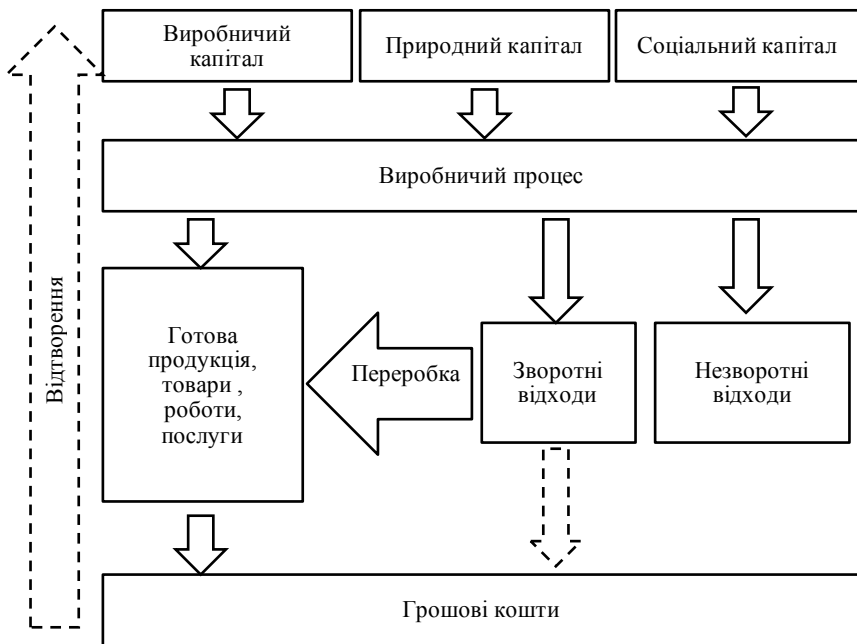 Виробничий
капітал
Природний капітал
Соціальний капітал
Виробничий процес
Відтворення
Готова
продукція,
товари ,
роботи,
послуги
Переробка
Зворотні
відходи
Незворотні
відходи
Грошові кошти